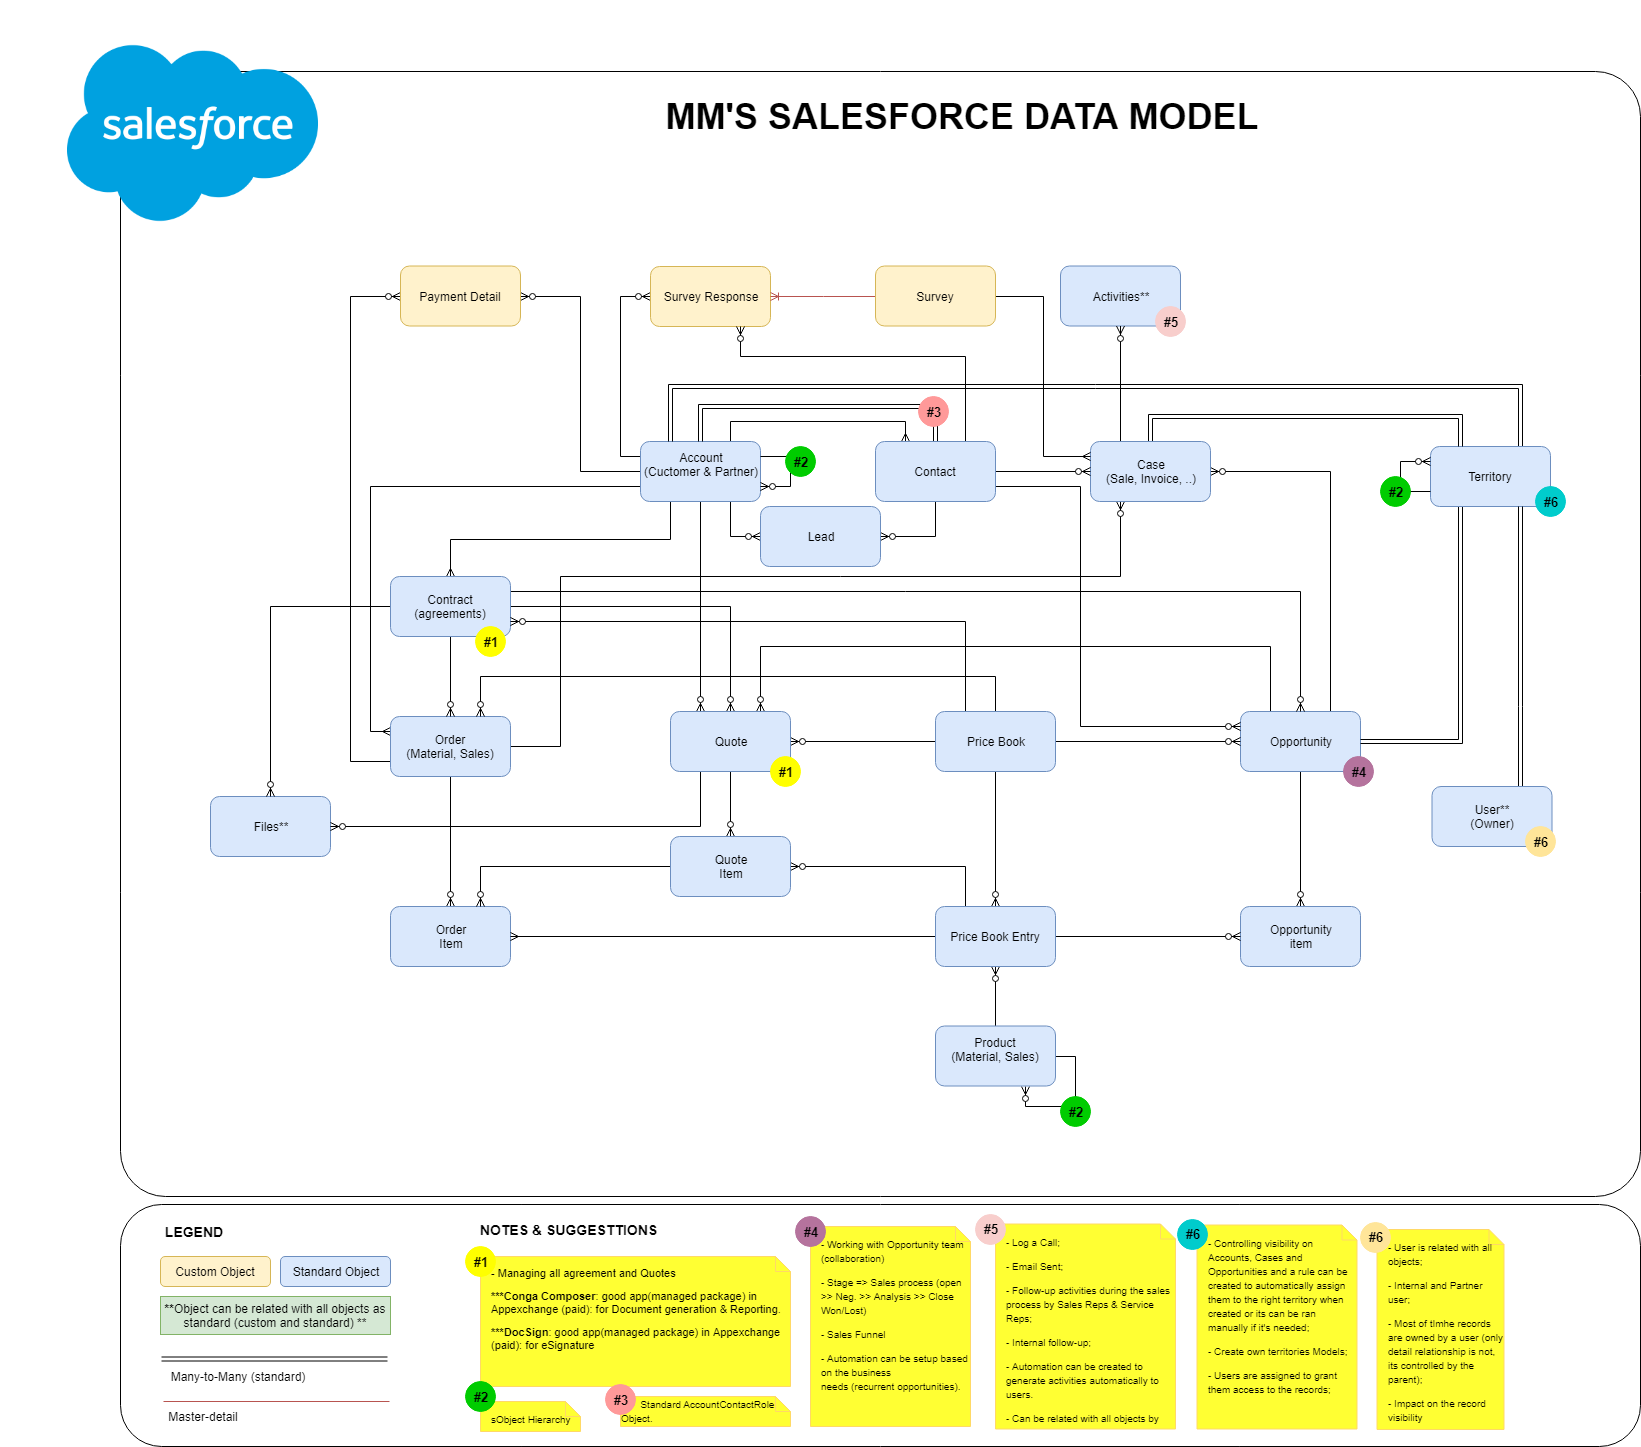 salesforce
MM'S SALESFORCE DATA MODEL
Payment Detail
Survey Response
Survey
Activities**
#5
#3
Account
(Cuctomer & Partner)
#2
Contact
Case
(Sale, Invoice, ..)
Territory
#2
#6
Lead
Contract
(agreements)
#1
Order
(Material, Sales)
Quote
#1
Price Book
Opportunity
#4
Files**
User**
(Owner)
#6
Quote
Item
Order
Item
Price Book Entry
Opportunity
item
Product
(Material, Sales)
#2
LEGEND
Custom Object
Standard Object
**Object can be related with all objects as
standard (custom and standard) **
Many-to-Many (standard)
Master-detail
NOTES & SUGGESTTIONS
#1
- Managing all agreement and Quotes
***Conga Composer: good app(managed package) in
Appexchange (paid): for Document generation & Reporting.
***DocSign: good app(managed package) in Appexchange
(paid): for eSignature
#2
sObject Hierarchy
#3
Standard AccountContactRole
Object.
#4
- Working with Opportunity team
(collaboration)
- Stage => Sales process (open
>> Neg. >> Analysis >> Close
Won/Lost)
- Sales Funnel
- Automation can be setup based
on the business
needs (recurrent opportunities).
#5
- Log a Call;
- Email Sent;
- Follow-up activities during the sales
process by Sales Reps & Service
Reps;
- Internal follow-up;
- Automation can be created to
generate activities automatically to
users.
- Can be related with all objects by
#6
- Controlling visibility on
Accounts, Cases and
Opportunities and a rule can be
created to automatically assign
them to the right territory when
created or its can be ran
manually if it's needed;
- Create own territories Models;
- Users are assigned to grant
them access to the records;
#6
- User is related with all
objects;
- Internal and Partner
user;
- Most of tlmhe records
are owned by a user (only
detail relationship is not,
its controlled by the
parent);
- Impact on the record
visibility